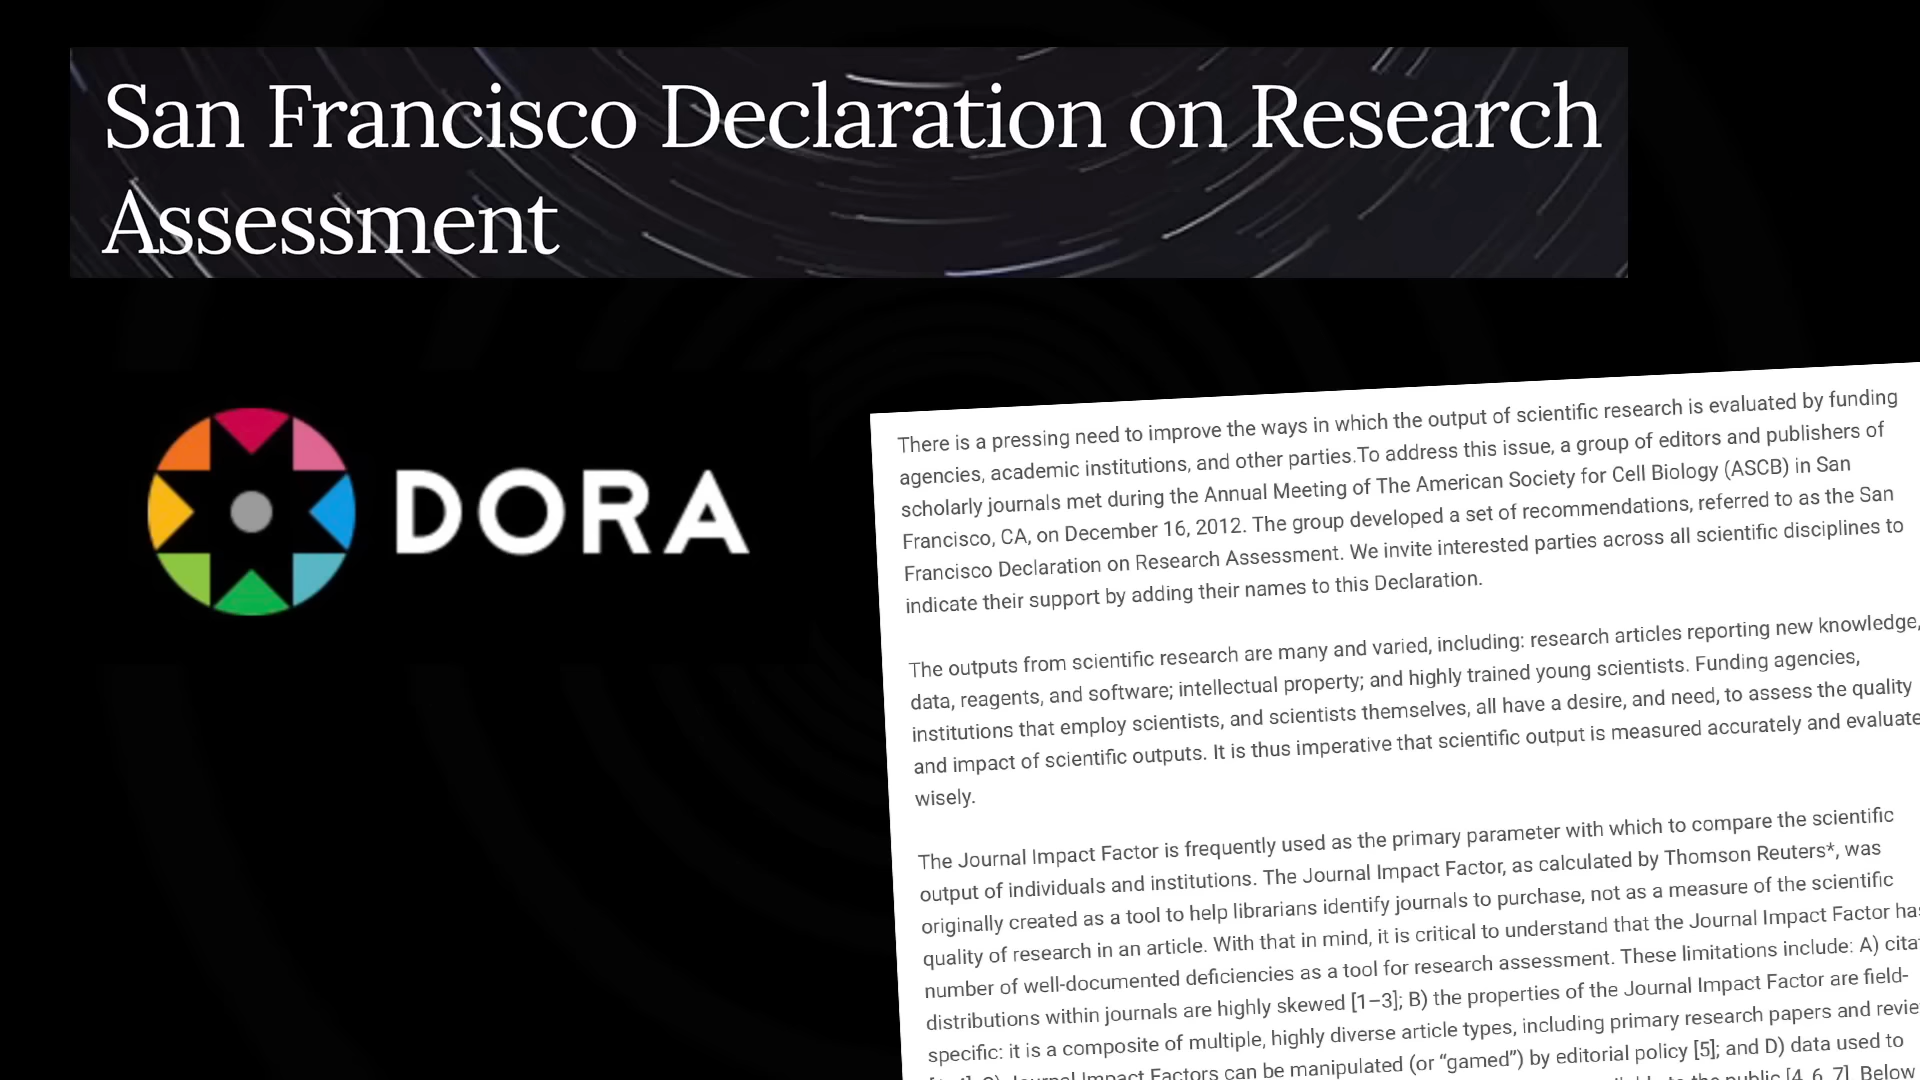 San Francisco Declaration on Research
Assessment
DORA
There is a pressing need to improve the ways in which the output of scientific research is evaluated by funding
agencies, academic institutions, and other parties.To address this issue, a group of editors and publishers of
scholarly journals met during the Annual Meeting of The American Society for Cell Biology (ASCB) in San
Francisco, CA, on December 16, 2012. The group developed a set of recommendations, referred to as the San
Francisco Declaration on Research Assessment. We invite interested parties across all scientific disciplines to
indicate their support by adding their names to this Declaration.
The outputs from scientific research are many and varied, including: research articles reporting new knowledge,
data, reagents, and software; intellectual property; and highly trained young scientists. Funding agencies,
institutions that employ scientists, and scientists themselves, all have a desire, and need, to assess the quality
and impact of scientific outputs. It is thus imperative that scientific output is measured accurately and evaluate
wisely.
The Journal Impact Factor is frequently used as the primary parameter with which to compare the scientific
output of individuals and institutions. The Journal Impact Factor, as calculated by Thomson Reuters*, was
originally created as a tool to help librarians identify journals to purchase, not as a measure of the scientific
quality of research in an article. With that in mind, it is critical to understand that the Journal Impact Factor has
number of well-documented deficiencies as a tool for research assessment. These limitations include: A) cita
distributions within journals are highly skewed [1–3]; B) the properties of the Journal Impact Factor are field-
specific: it is a composite of multiple, highly diverse article types, including primary research papers and revie
Journal Impact Factors can be manipulated (or “gamed”) by editorial policy [5]; and D) data used to
to the public [4, 6, 7]. Below